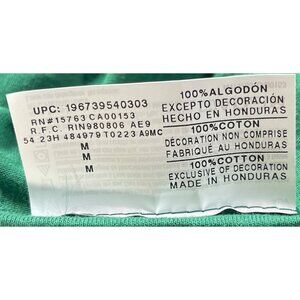 UPC: 196739540303
RN#15763 CA00153
R.F.C. RIN980806 AE9
54 23H 484979 T0223 A9MC
M
M
M
100% ALGODÓN
EXCEPTO DECORACIÓN
HECHO EN HONDURAS
100% COTON
DÉCORATION NON COMPRISE
FABRIQUÉ AU HONDURAS
100% COTTON
EXCLUSIVE OF DECORATION
MADE IN HONDURAS